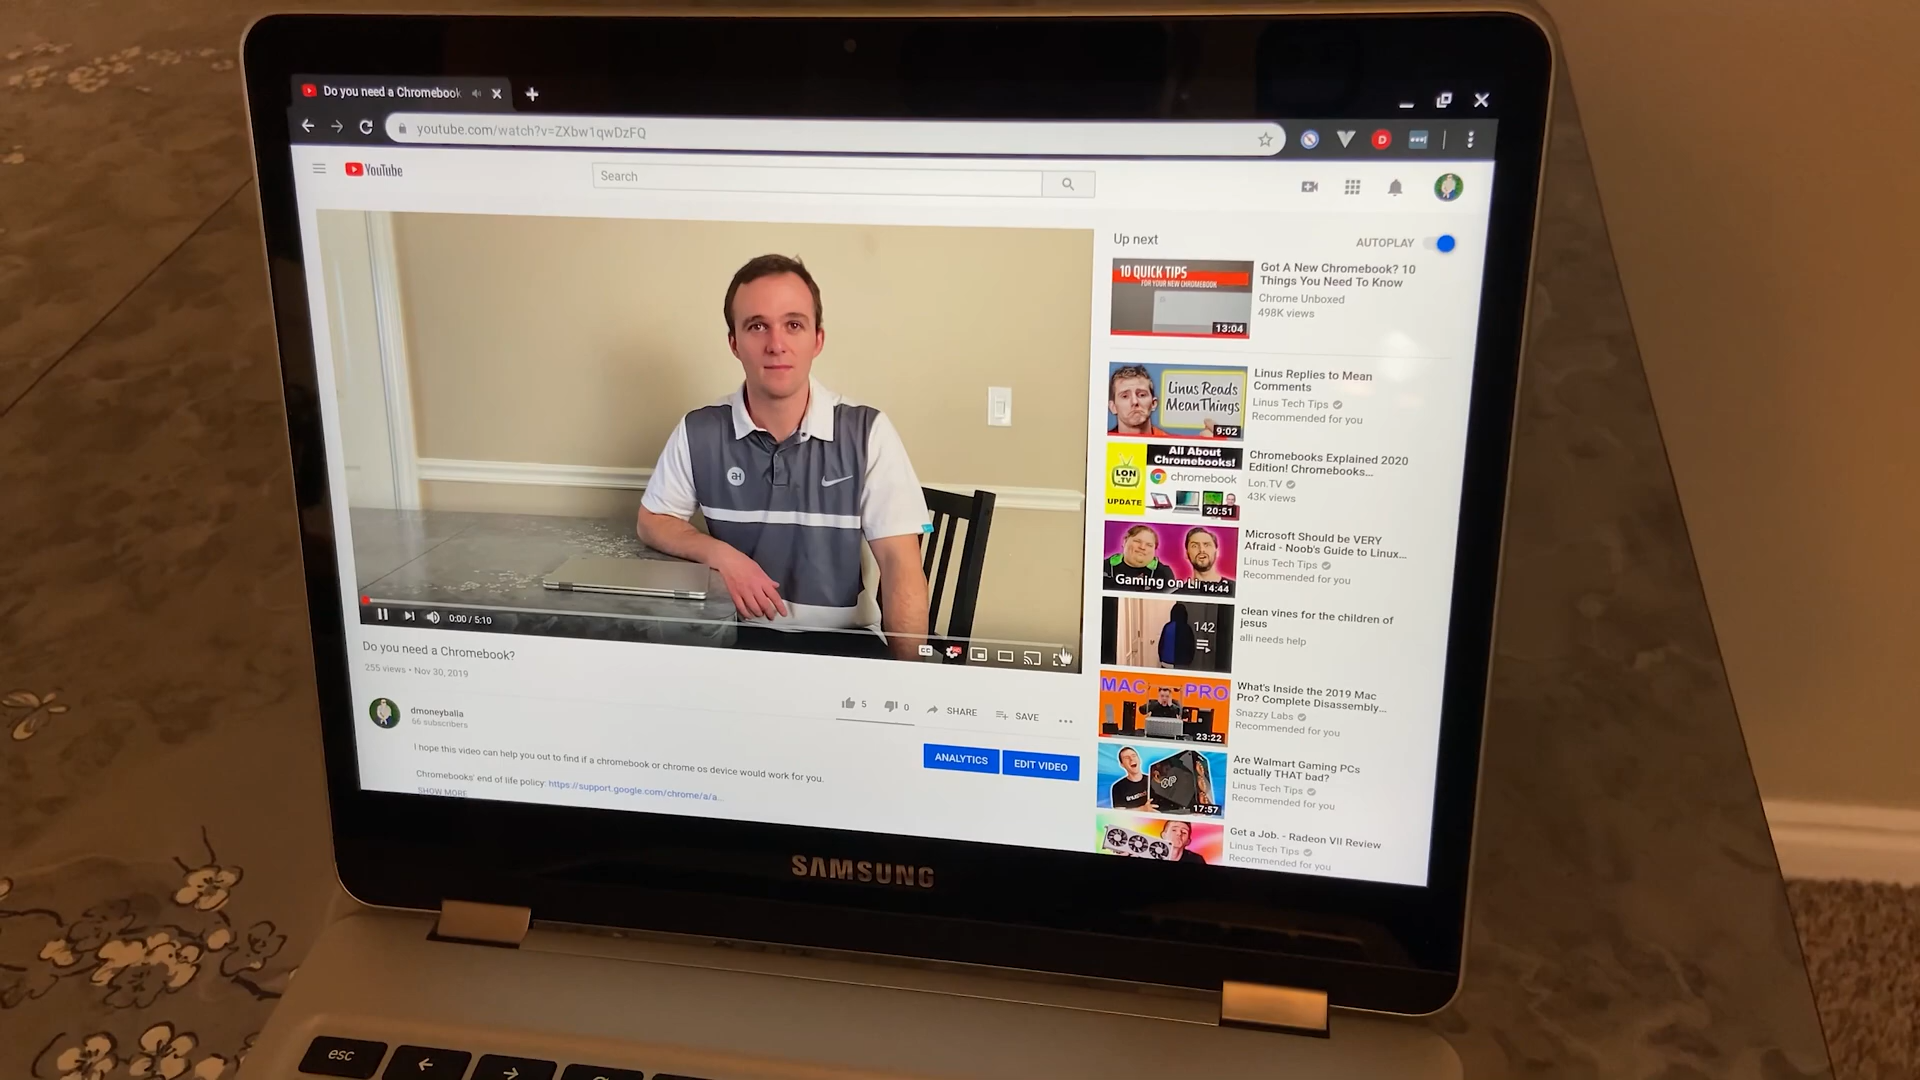 Do you need a Chromebook
youtube.com/watch?v=ZXbw1qwDzFQ
D
YouTube
Search
Up next
AUTOPLAY
10 QUICK TIPS
FOR YOUR NEW CHROMEBOOK
13:04
Got A New Chromebook? 10
Things You Need To Know
Chrome Unboxed
498K views
Linus Reads
Mean Things
9:02
Linus Replies to Mean
Comments
Linus Tech Tips
Recommended for you
All About
Chromebooks!
LON
.TV
chromebook
UPDATE
20:51
Chromebooks Explained 2020
Edition! Chromebooks...
Lon.TV
43K views
Gaming on Li
14:44
Microsoft Should be VERY
Afraid - Noob's Guide to Linux...
Linus Tech Tips
Recommended for you
142
clean vines for the children of
jesus
alli needs help
MAC PRO
23:22
What's Inside the 2019 Mac
Pro? Complete Disassembly...
Snazzy Labs
Recommended for you
17:57
Are Walmart Gaming PCs
actually THAT bad?
Linus Tech Tips
Recommended for you
Get a Job. - Radeon VII Review
Linus Tech Tips
Recommended for you
0:00 / 5:10
CC
Do you need a Chromebook?
255 views • Nov 30, 2019
5
0
SHARE
SAVE
dmoneyballa
66 subscribers
ANALYTICS
EDIT VIDEO
I hope this video can help you out to find if a chromebook or chrome os device would work for you.
Chromebooks' end of life policy: https://support.google.com/chrome/a/a...
SHOW MORE
SAMSUNG
esc